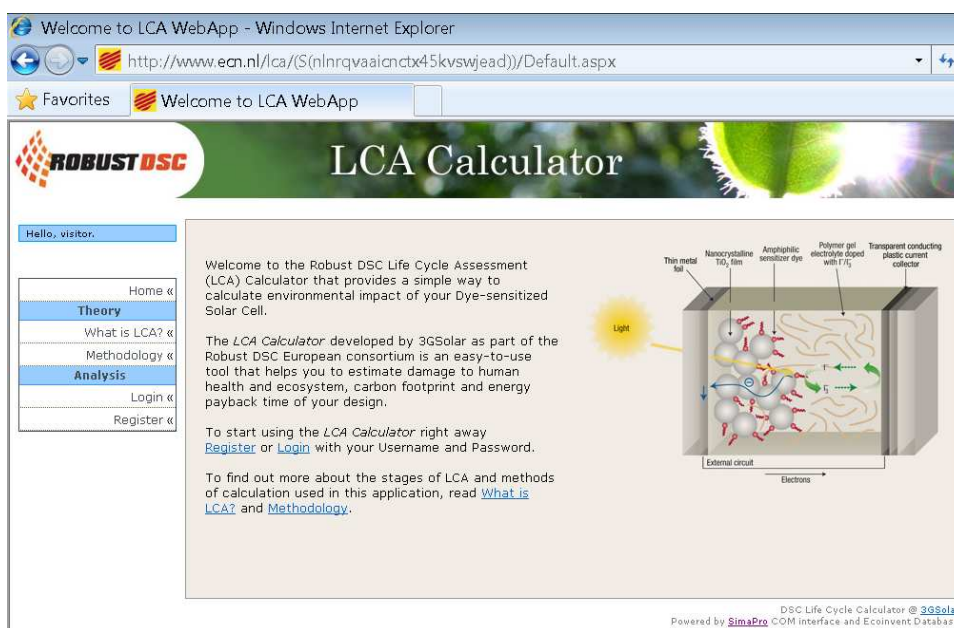 Welcome to LCA WebApp - Windows Internet Explorer
http://www.ecn.nl/lca/(S(nlnrqvaaicnctx45kvswjead))/Default.aspx
Favorites
Welcome to LCA WebApp
ROBUST DSC
LCA Calculator
Hello, visitor.
Home «
Theory
What is LCA? «
Methodology «
Analysis
Login «
Register «
Welcome to the Robust DSC Life Cycle Assessment
(LCA) Calculator that provides a simple way to
calculate environmental impact of your Dye-sensitized
Solar Cell.
The LCA Calculator developed by 3GSolar as part of the
Robust DSC European consortium is an easy-to-use
tool that helps you to estimate damage to human
health and ecosystem, carbon footprint and energy
payback time of your design.
To start using the LCA Calculator right away
Register or Login with your Username and Password.
To find out more about the stages of LCA and methods
of calculation used in this application, read What is
LCA? and Methodology.
Thin metal
foil
Nanocrystalline
TiO₂ film
Amphiphilic
sensitizer dye
Polymer gel
electrolyte doped
with I⁻/I₃⁻
Transparent conducting
plastic current
collector
Light
I⁻
I₃⁻
External circuit
Electrons
DSC Life Cycle Calculator @ 3GSola
Powered by SimaPro COM interface and Ecoinvent Databas